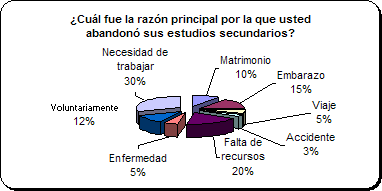 ¿Cuál fue la razón principal por la que usted
abandonó sus estudios secundarios?
Necesidad de
trabajar
30%
Matrimonio
10%
Embarazo
15%
Viaje
5%
Accidente
3%
Falta de
recursos
20%
Enfermedad
5%
Voluntariamente
12%